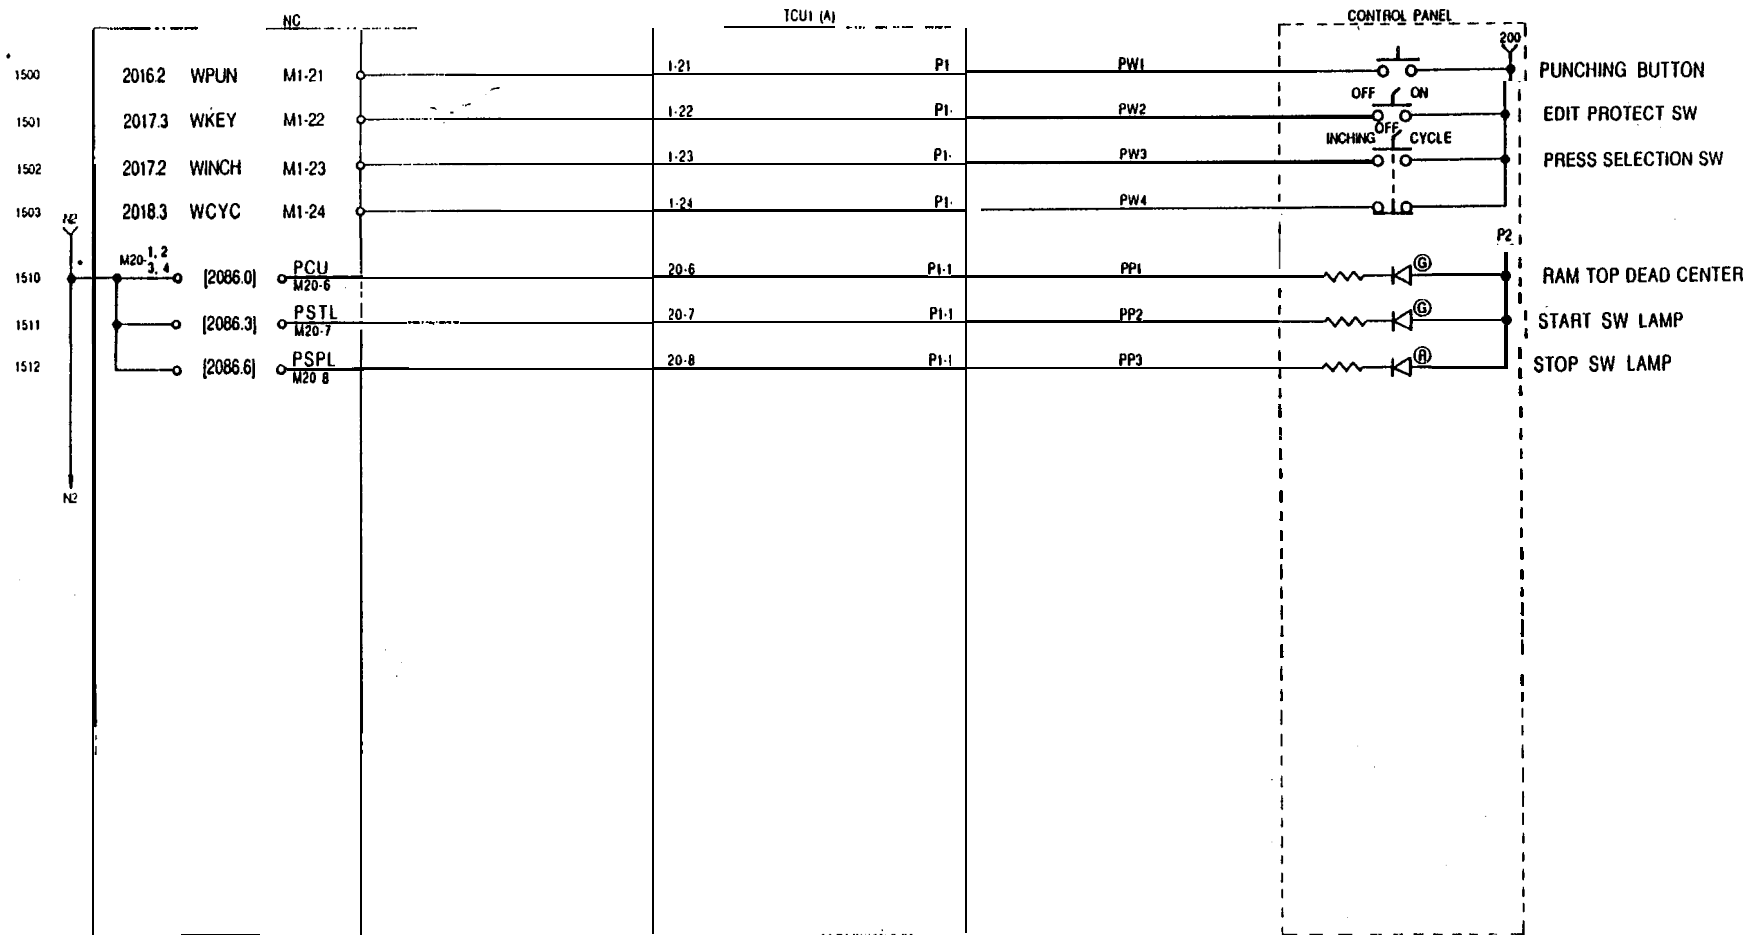 NC TCU1 (A) CONTROL PANEL
200
1500 2016.2 WPUN M1-21 1-21 P1 PW1 PUNCHING BUTTON
OFF ON
1501 2017.3 WKEY M1-22 1-22 P1- PW2 EDIT PROTECT SW
OFF
INCHING CYCLE
1502 2017.2 WINCH M1-23 1-23 P1- PW3 PRESS SELECTION SW
1503 2018.3 WCYC M1-24 1-24 P1- PW4
N2
P2
M20-1, 2
3, 4
1510 [2086.0] PCU 20-6 P1-1 PP1 G RAM TOP DEAD CENTER
M20-6
1511 [2086.3] PSTL 20-7 P1-1 PP2 G START SW LAMP
M20-7
1512 [2086.6] PSPL 20-8 P1-1 PP3 R STOP SW LAMP
M20 8
N2